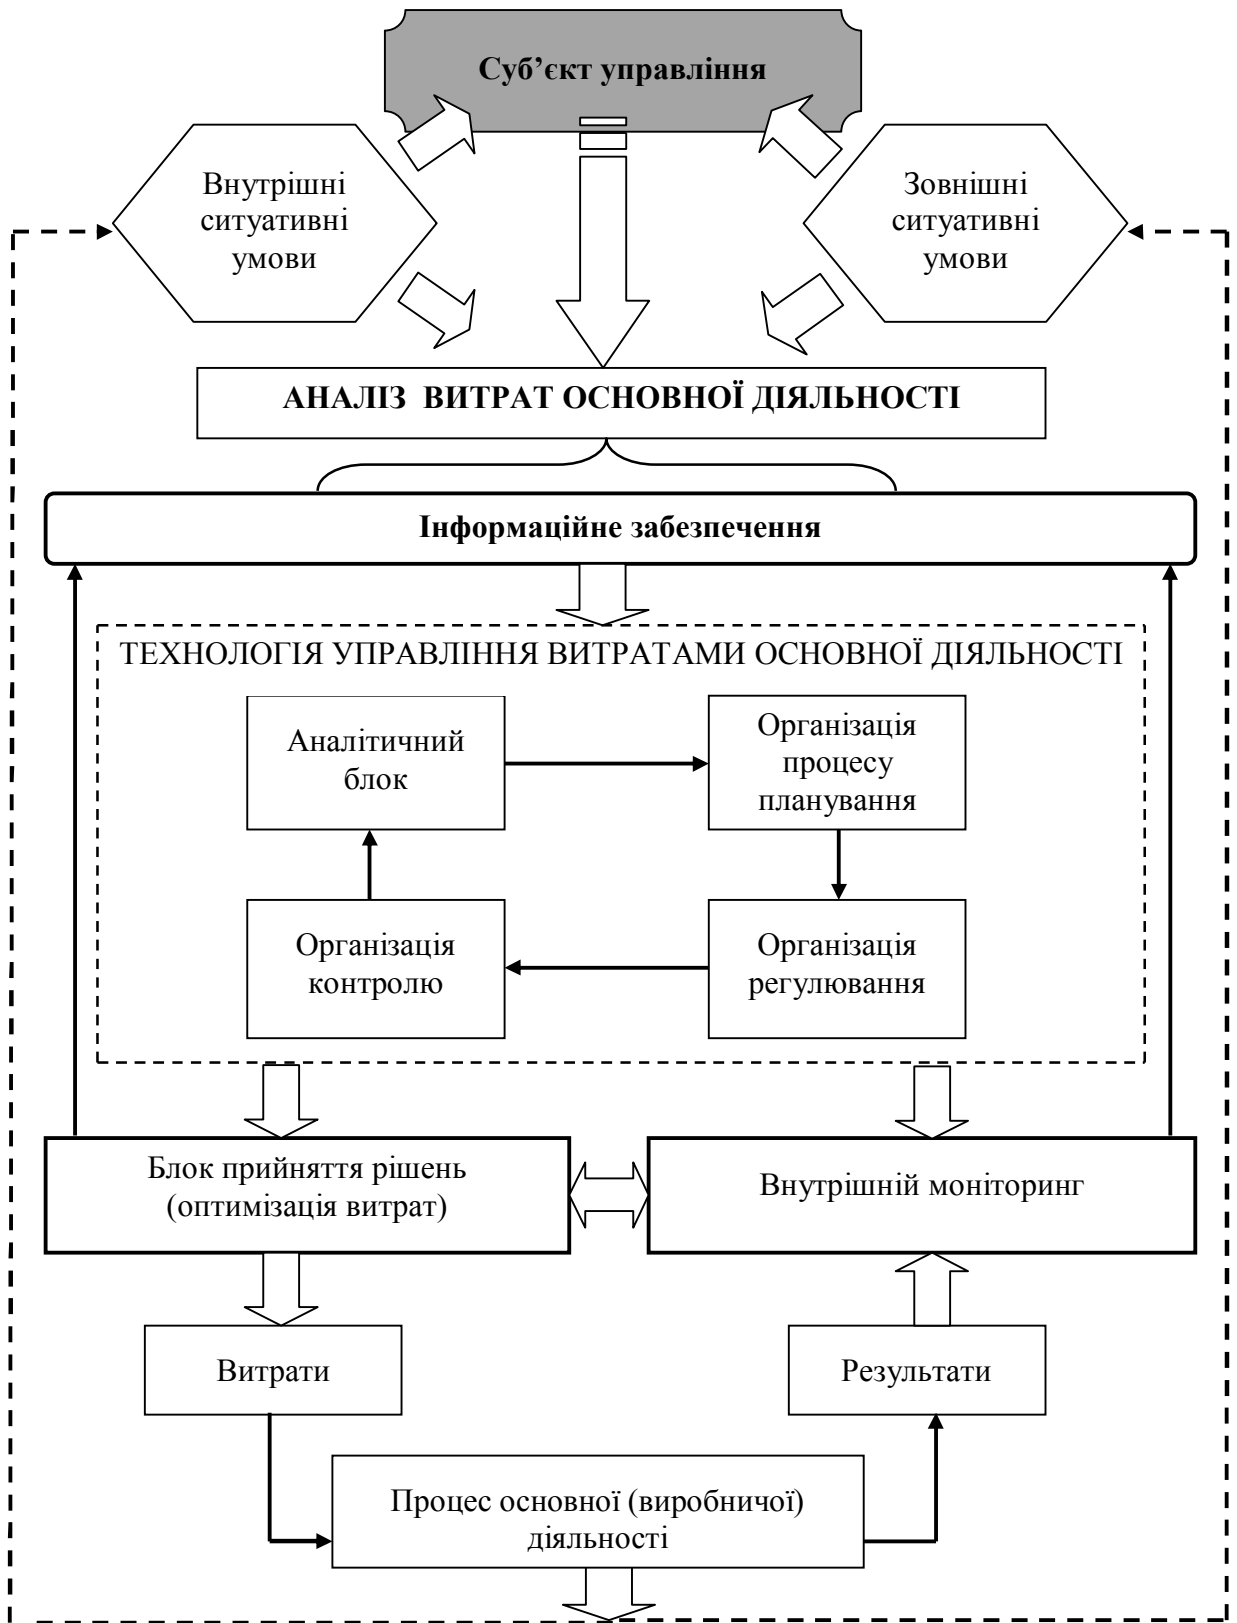 Суб’єкт управління
Внутрішні
ситуативні
умови
Зовнішні
ситуативні
умови
АНАЛІЗ ВИТРАТ ОСНОВНОЇ ДІЯЛЬНОСТІ
Інформаційне забезпечення
ТЕХНОЛОГІЯ УПРАВЛІННЯ ВИТРАТАМИ ОСНОВНОЇ ДІЯЛЬНОСТІ
Аналітичний
блок
Організація
процесу
планування
Організація
контролю
Організація
регулювання
Блок прийняття рішень
(оптимізація витрат)
Внутрішній моніторинг
Витрати
Результати
Процес основної (виробничої)
діяльності